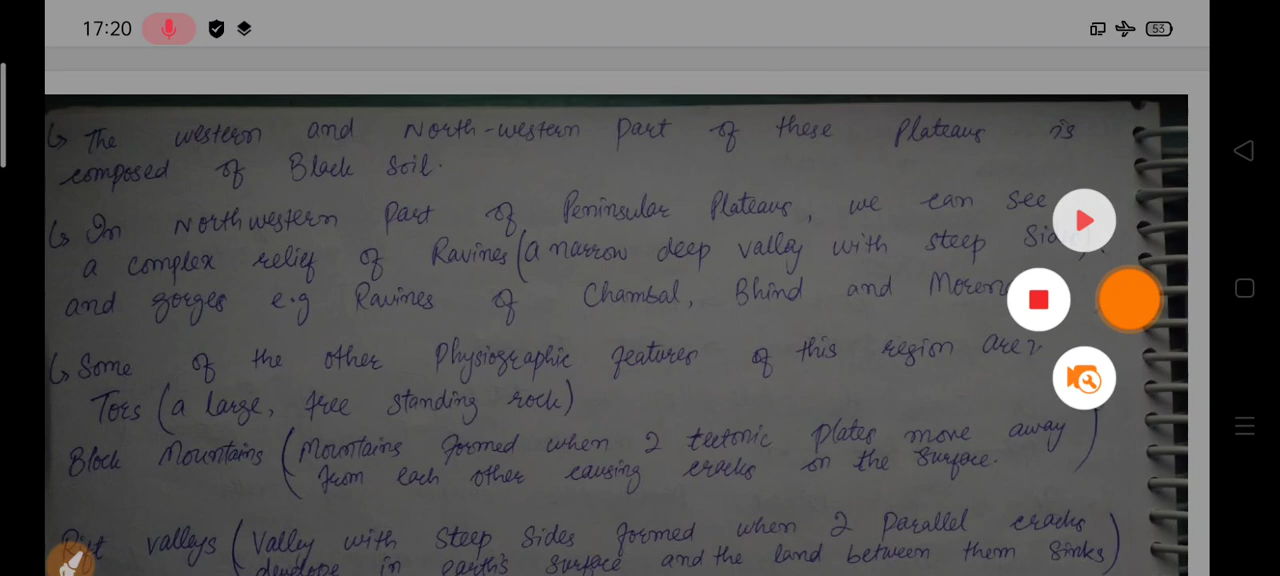 17:20
53
↳ The western and North-western Part of these Plateaus is
composed of Black Soil.
↳ In North western Part of Peninsular Plateaus, we can see
a complex relief of Ravines (a narrow deep valley with steep
and gorges e.g Ravines of Chambal, Bhind and
↳ Some of the other Physiographic features of this region are:
Tors (a large, free standing rock)
Block Mountains (Mountains formed when 2 tectonic Plates move away
from each other causing cracks on the surface.)
valleys (Valley with Steep Sides formed when 2 Parallel cracks
develope in earth's surface and the land between them Sinks)